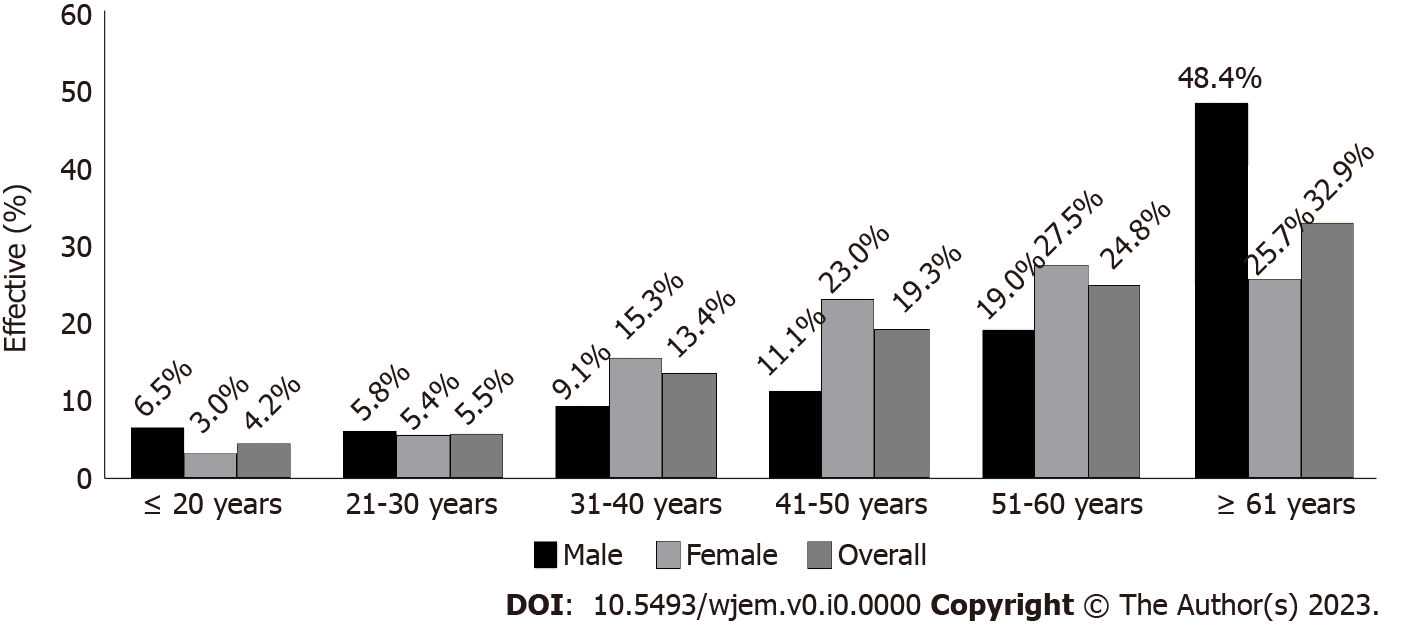 60
50
40
30
20
10
0
Effective (%)
6.5%
3.0%
4.2%
5.8%
5.4%
5.5%
9.1%
15.3%
13.4%
11.1%
23.0%
19.3%
19.0%
27.5%
24.8%
48.4%
25.7%
32.9%
≤ 20 years
21-30 years
31-40 years
41-50 years
51-60 years
≥ 61 years
Male
Female
Overall
DOI: 10.5493/wjem.v0.i0.0000 Copyright © The Author(s) 2023.